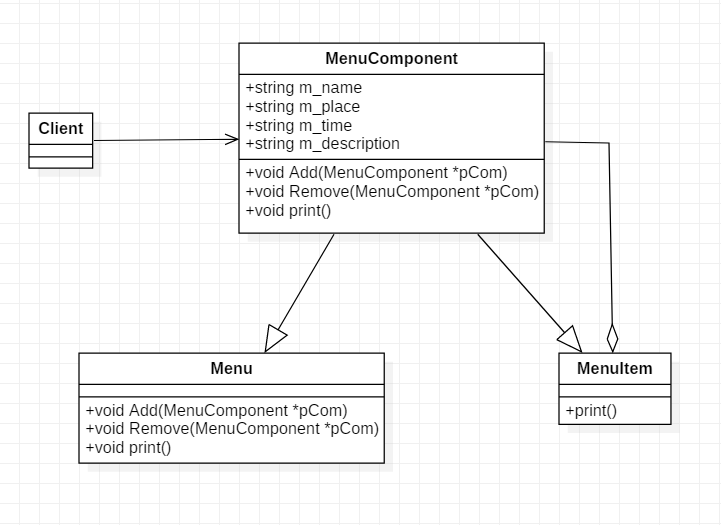 MenuComponent
+string m_name
+string m_place
+string m_time
+string m_description
+void Add(MenuComponent *pCom)
+void Remove(MenuComponent *pCom)
+void print()
Client
Menu
+void Add(MenuComponent *pCom)
+void Remove(MenuComponent *pCom)
+void print()
MenuItem
+print()